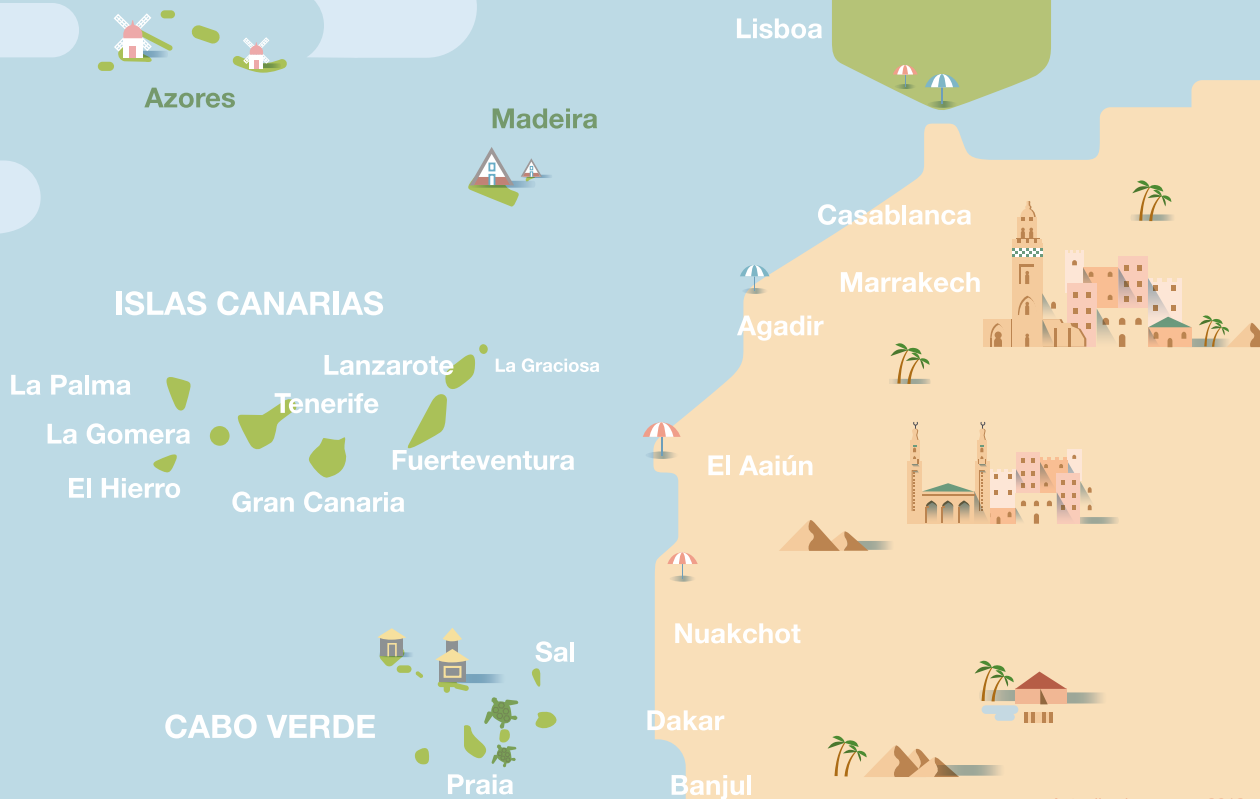 Lisboa
Azores
Madeira
Casablanca
Marrakech
ISLAS CANARIAS
Agadir
Lanzarote
La Graciosa
La Palma
Tenerife
La Gomera
Fuerteventura
El Aaiún
El Hierro
Gran Canaria
Nuakchot
Sal
Dakar
CABO VERDE
Praia
Banjul